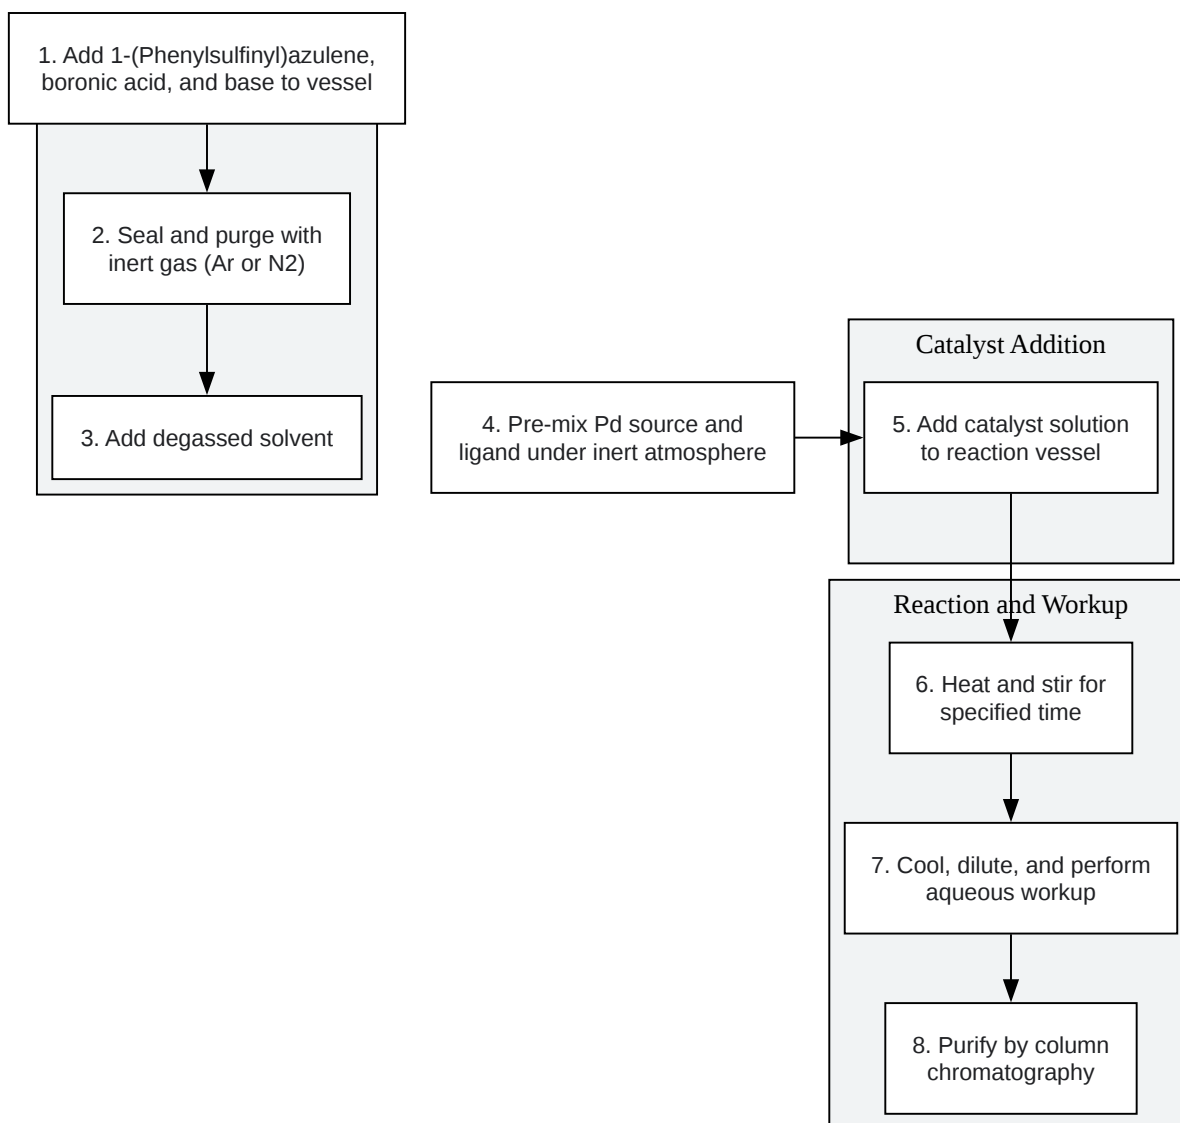 1. Add 1-(Phenylsulfinyl)azulene,
boronic acid, and base to vessel
2. Seal and purge with
inert gas (Ar or N2)
3. Add degassed solvent
4. Pre-mix Pd source and
ligand under inert atmosphere
Catalyst Addition
5. Add catalyst solution
to reaction vessel
Reaction and Workup
6. Heat and stir for
specified time
7. Cool, dilute, and perform
aqueous workup
8. Purify by column
chromatography